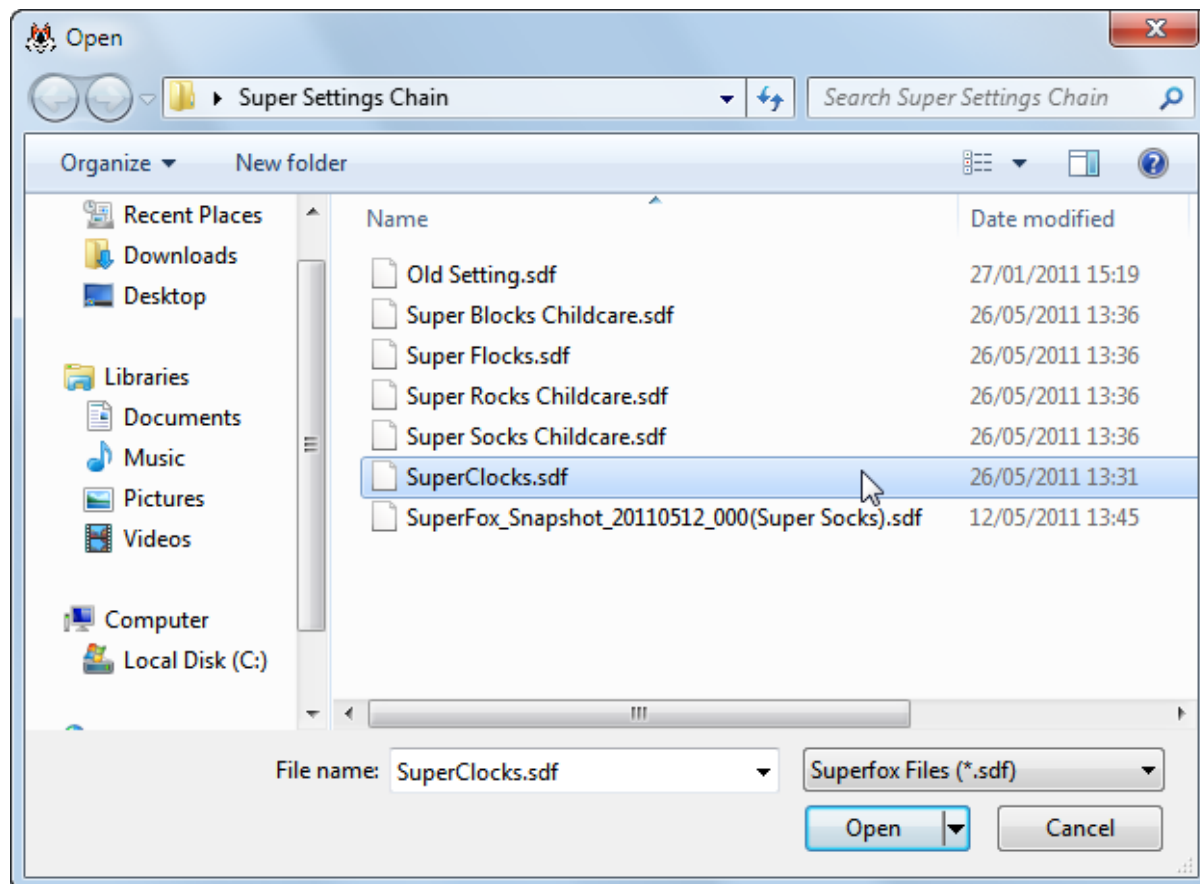 Open
Super Settings Chain
Search Super Settings Chain
Organize New folder
Recent Places
Downloads
Desktop
Libraries
Documents
Music
Pictures
Videos
Computer
Local Disk (C:)
Name Date modified
Old Setting.sdf 27/01/2011 15:19
Super Blocks Childcare.sdf 26/05/2011 13:36
Super Flocks.sdf 26/05/2011 13:36
Super Rocks Childcare.sdf 26/05/2011 13:36
Super Socks Childcare.sdf 26/05/2011 13:36
SuperClocks.sdf 26/05/2011 13:31
SuperFox_Snapshot_20110512_000(Super Socks).sdf 12/05/2011 13:45
File name: SuperClocks.sdf Superfox Files (*.sdf)
Open Cancel